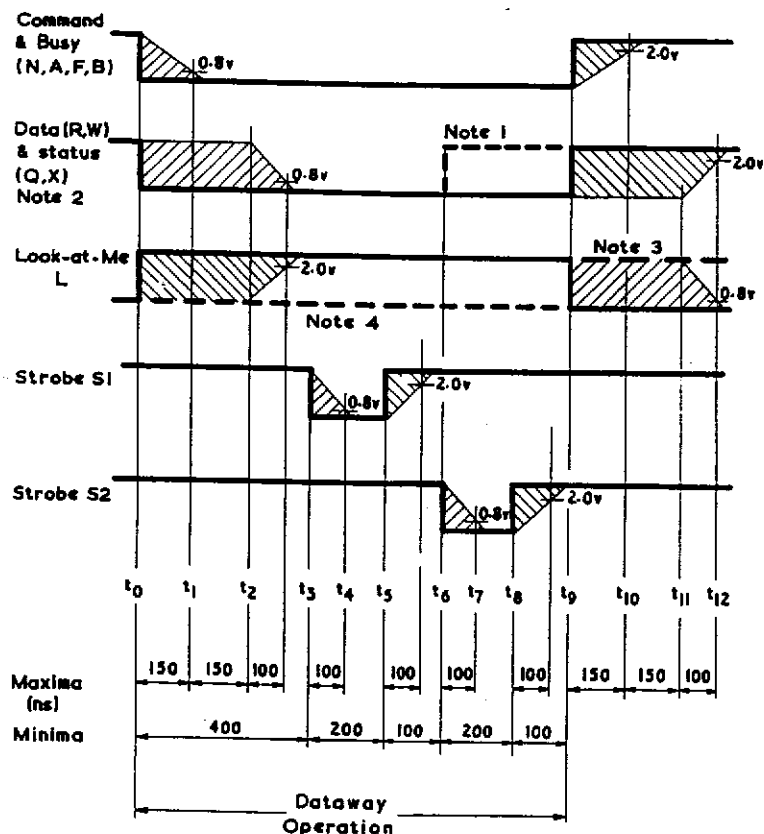 Command
& Busy
(N,A,F,B)
0.8v
2.0v
Data (R,W)
& status
(Q,X)
Note 2
Note 1
0.8v
2.0v
Look-at-Me
L
2.0v
Note 3
0.8v
Note 4
Strobe S1
0.8v
2.0v
Strobe S2
0.8v
2.0v
t0 t1 t2 t3 t4 t5 t6 t7 t8 t9 t10 t11 t12
Maxima
(ns)
150 150 100 100 100 100 100 150 150 100
Minima
400 200 100 200 100
Dataway
Operation